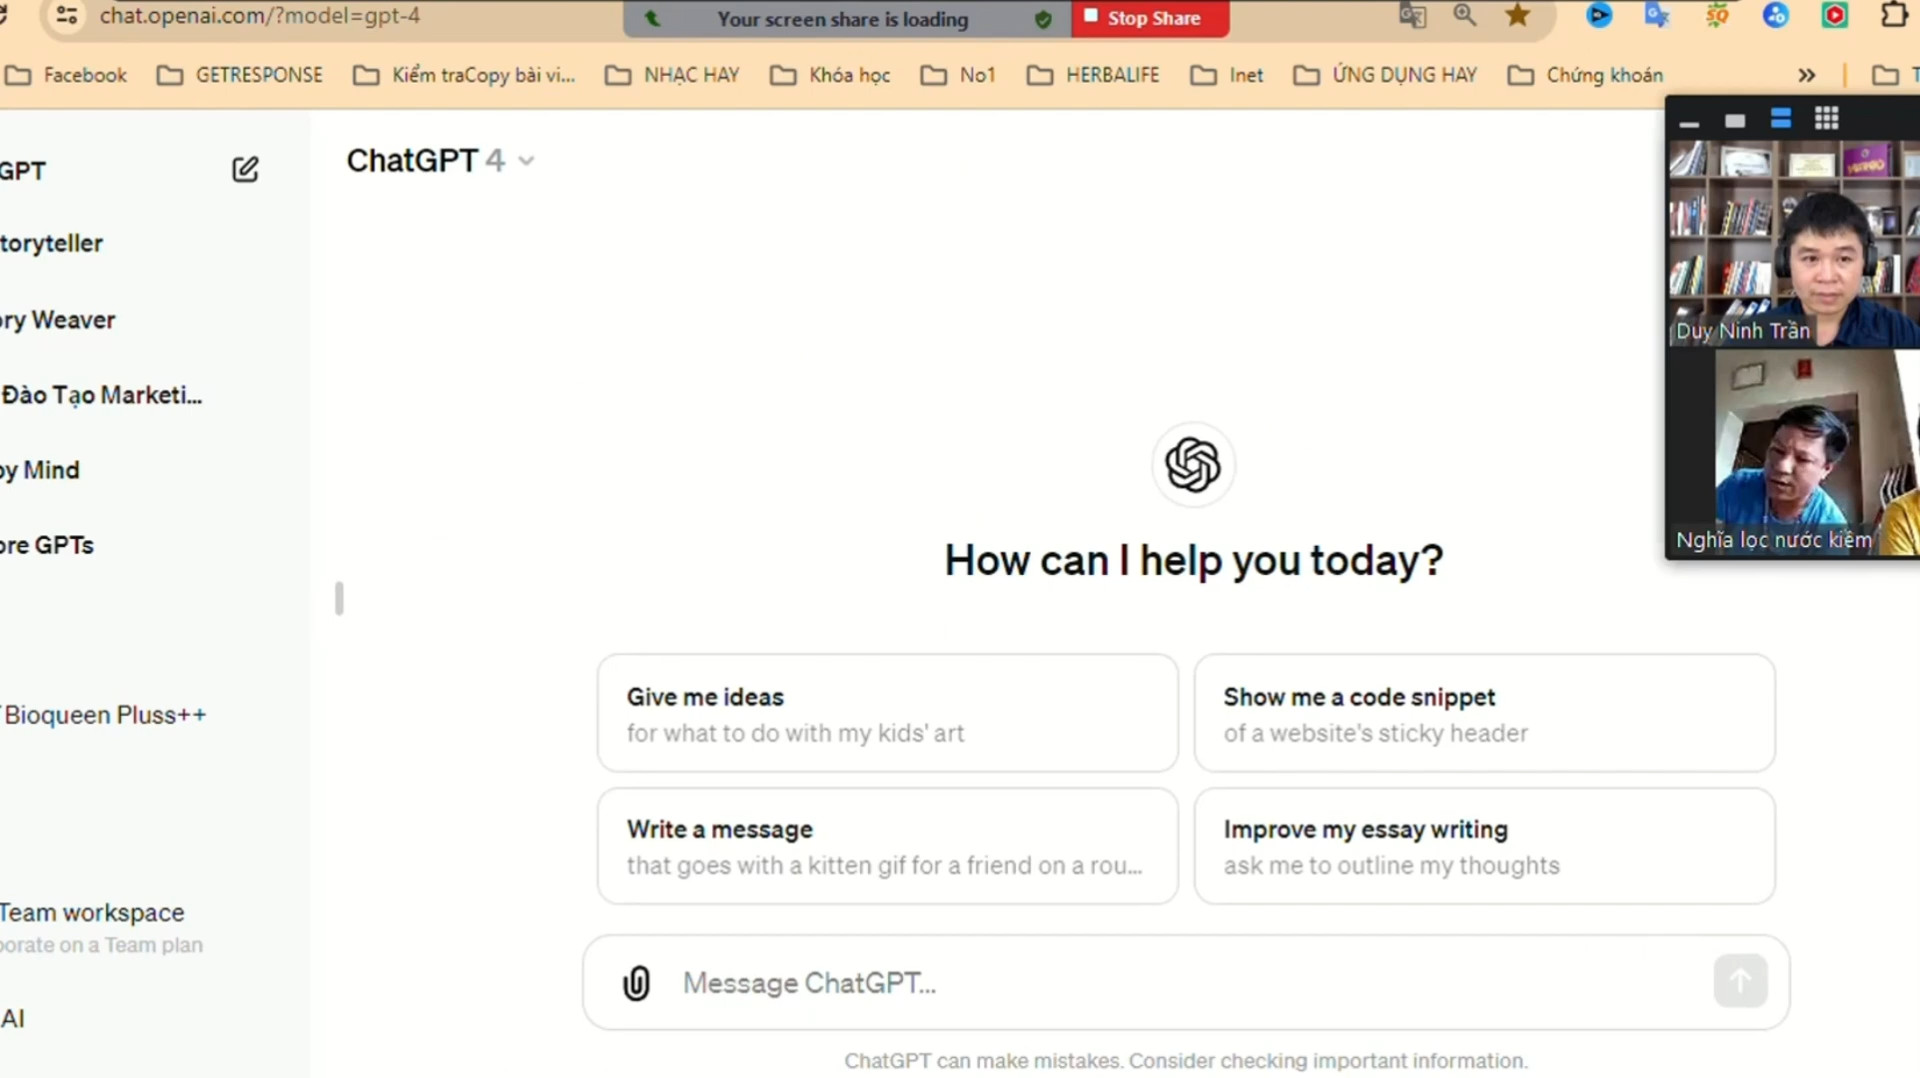 chat.openai.com/?model=gpt-4
Your screen share is loading
Stop Share
Facebook
GETRESPONSE
Kiểm traCopy bài vi...
NHẠC HAY
Khóa học
No1
HERBALIFE
Inet
ỨNG DỤNG HAY
Chứng khoán
GPT
ChatGPT 4
toryteller
ory Weaver
Đào Tạo Marketi...
by Mind
ore GPTs
Bioqueen Pluss++
Team workspace
borate on a Team plan
AI
Duy Ninh Trần
Nghĩa lọc nước kiềm
How can I help you today?
Give me ideas
for what to do with my kids' art
Show me a code snippet
of a website's sticky header
Write a message
that goes with a kitten gif for a friend on a rou...
Improve my essay writing
ask me to outline my thoughts
Message ChatGPT...
ChatGPT can make mistakes. Consider checking important information.